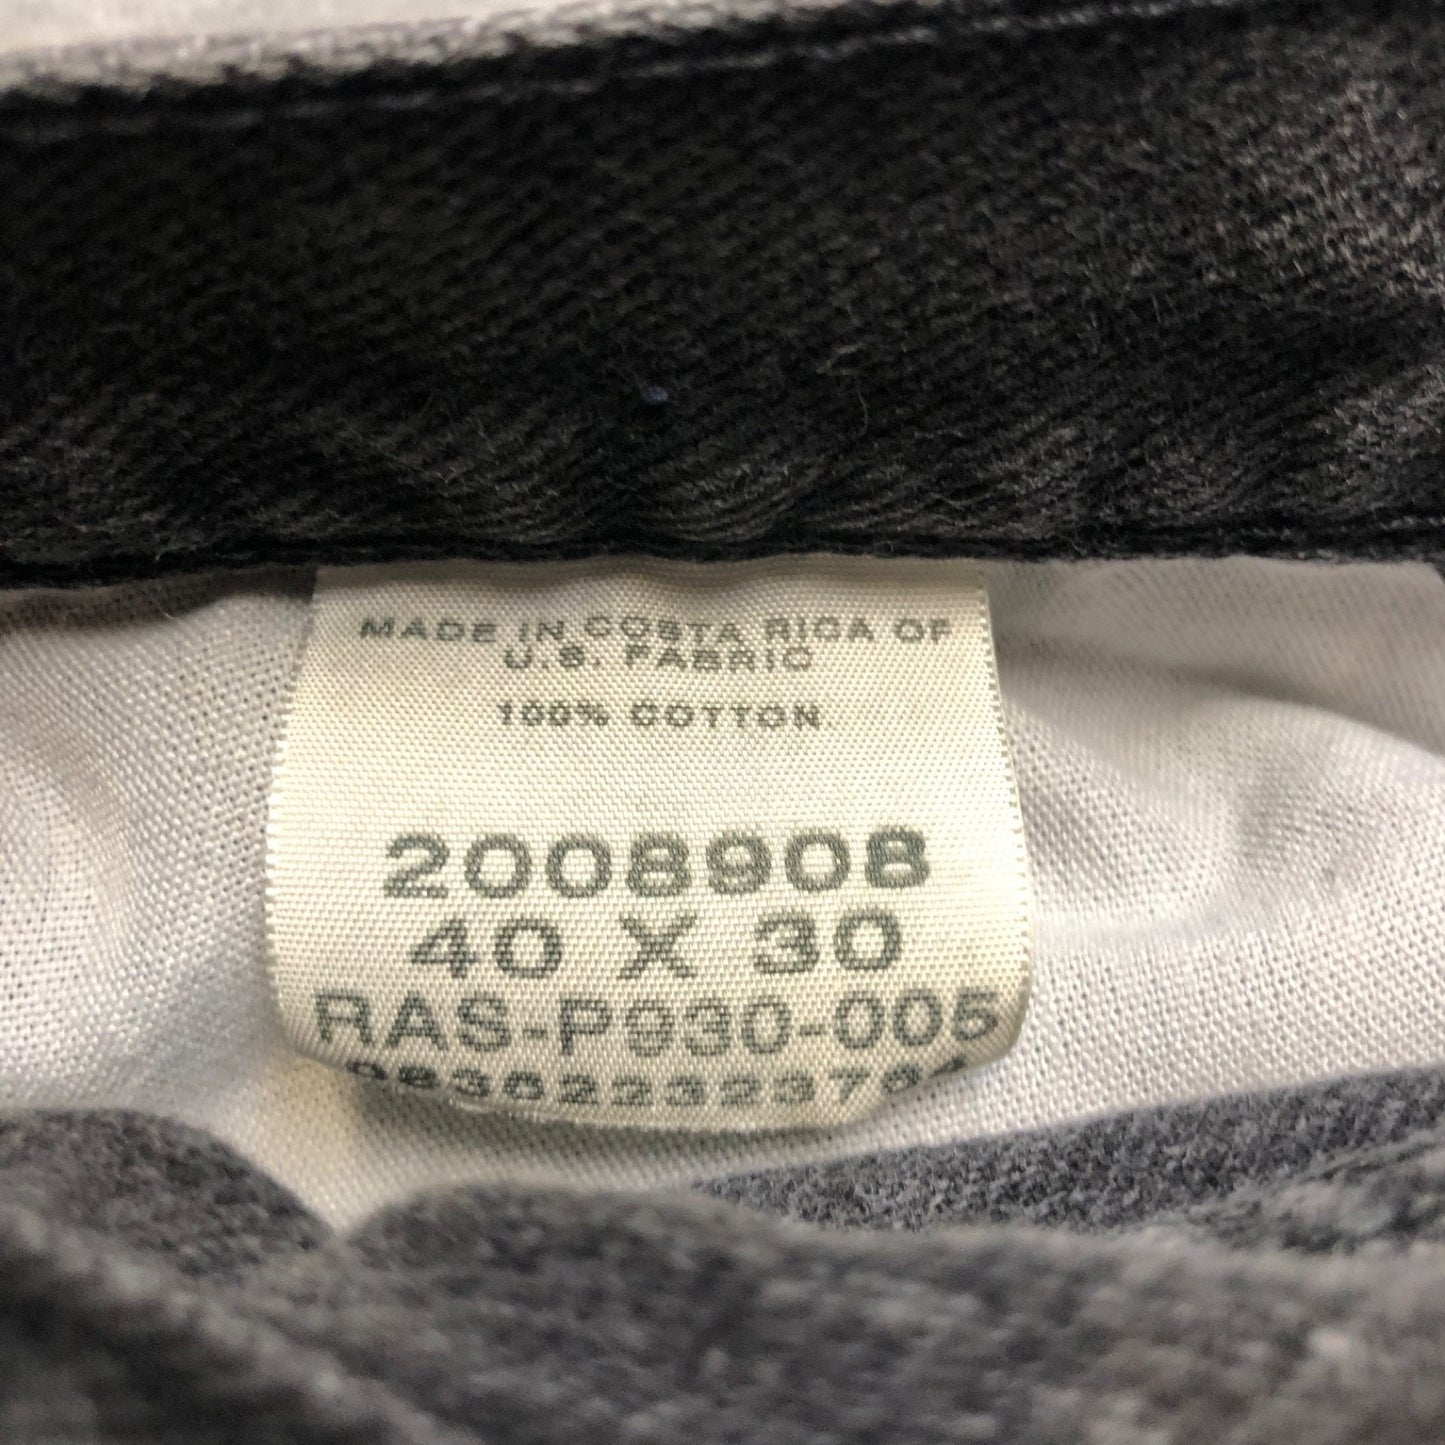 MADE IN COSTA RICA OF
U.S. FABRIC
100% COTTON
2008908
40 X 30
RAS-P930-005